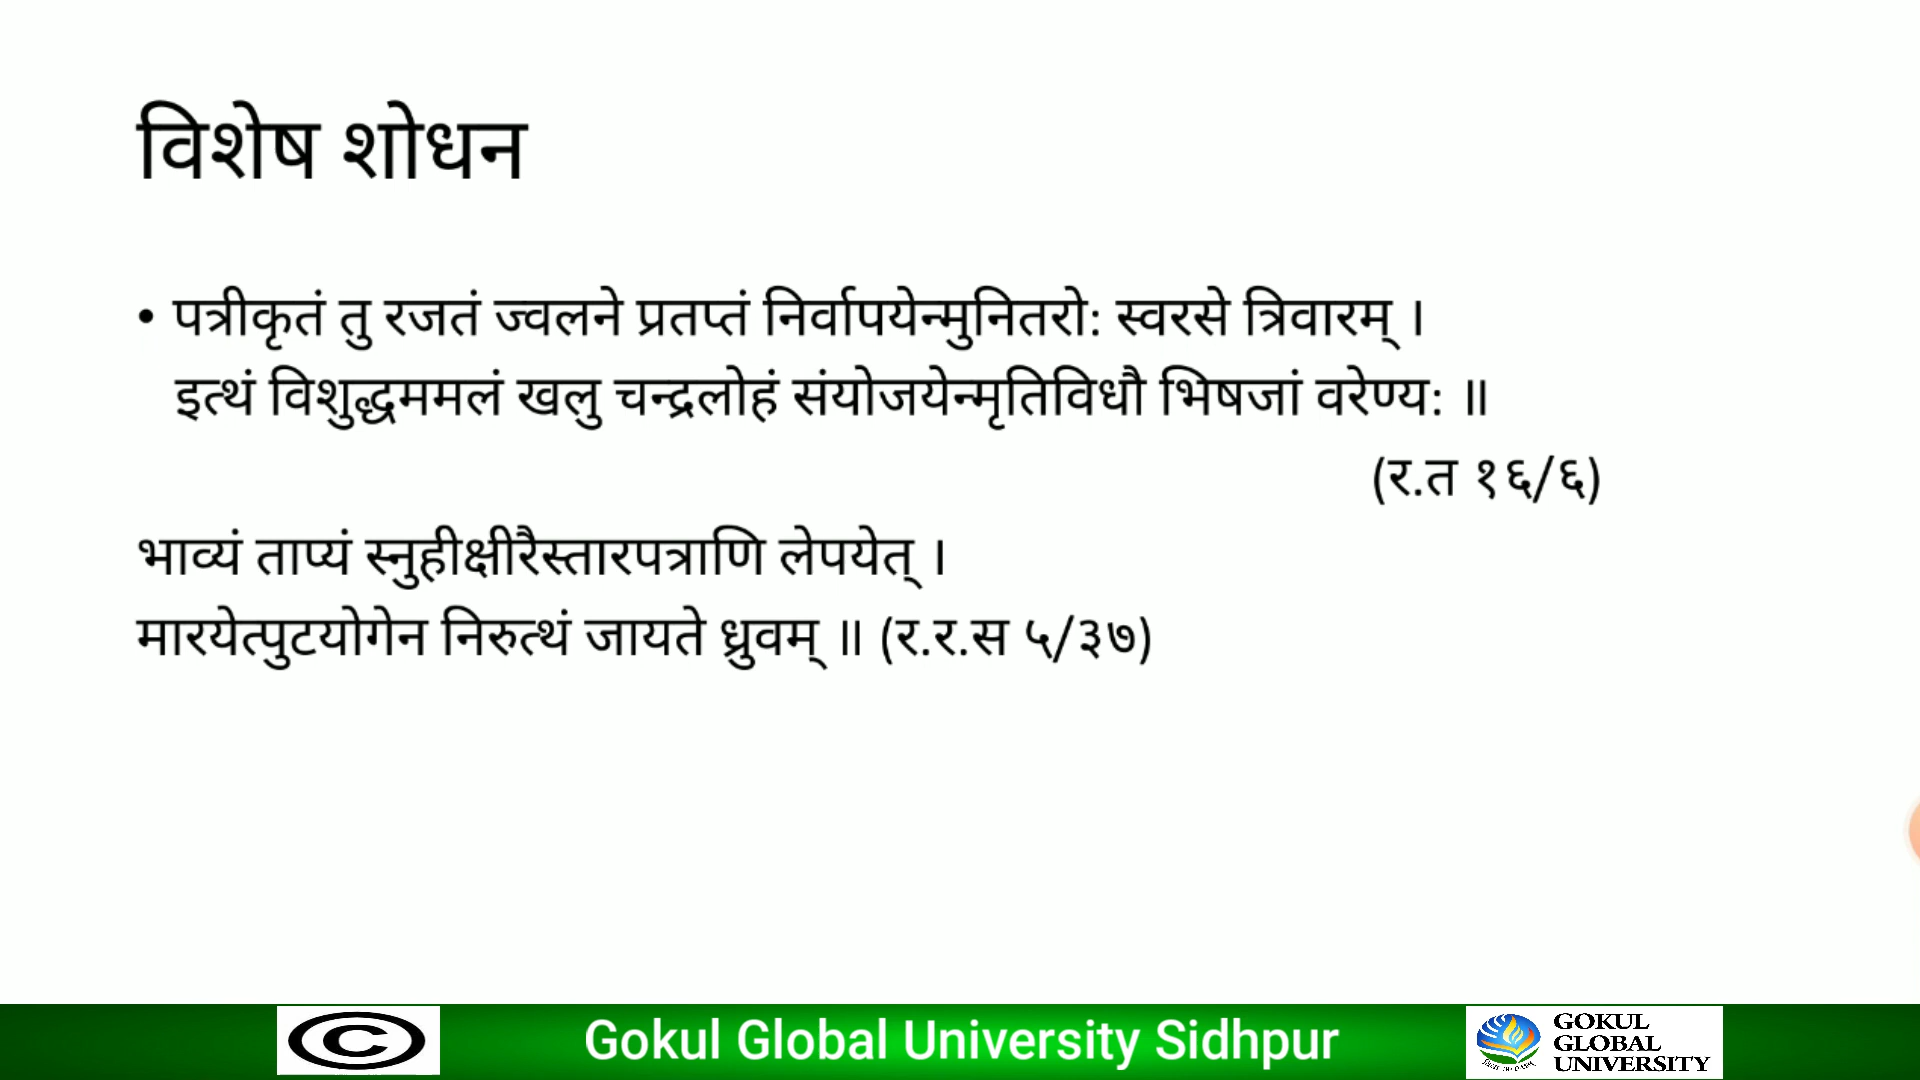 विशेष शोधन
• पत्रीकृतं तु रजतं ज्वलने प्रतप्तं निर्वापयेन्मुनितरो: स्वरसे त्रिवारम् ।
इत्थं विशुद्धममलं खलु चन्द्रलोहं संयोजयेन्मृतिविधौ भिषजां वरेण्य: ॥
(र.त १६/६)
भाव्यं ताप्यं स्नुहीक्षीरैस्तारपत्राणि लेपयेत् ।
मारयेत्पुटयोगेन निरुत्थं जायते ध्रुवम् ॥ (र.र.स ५/३७)
©
Gokul Global University Sidhpur
GOKUL
GLOBAL
UNIVERSITY